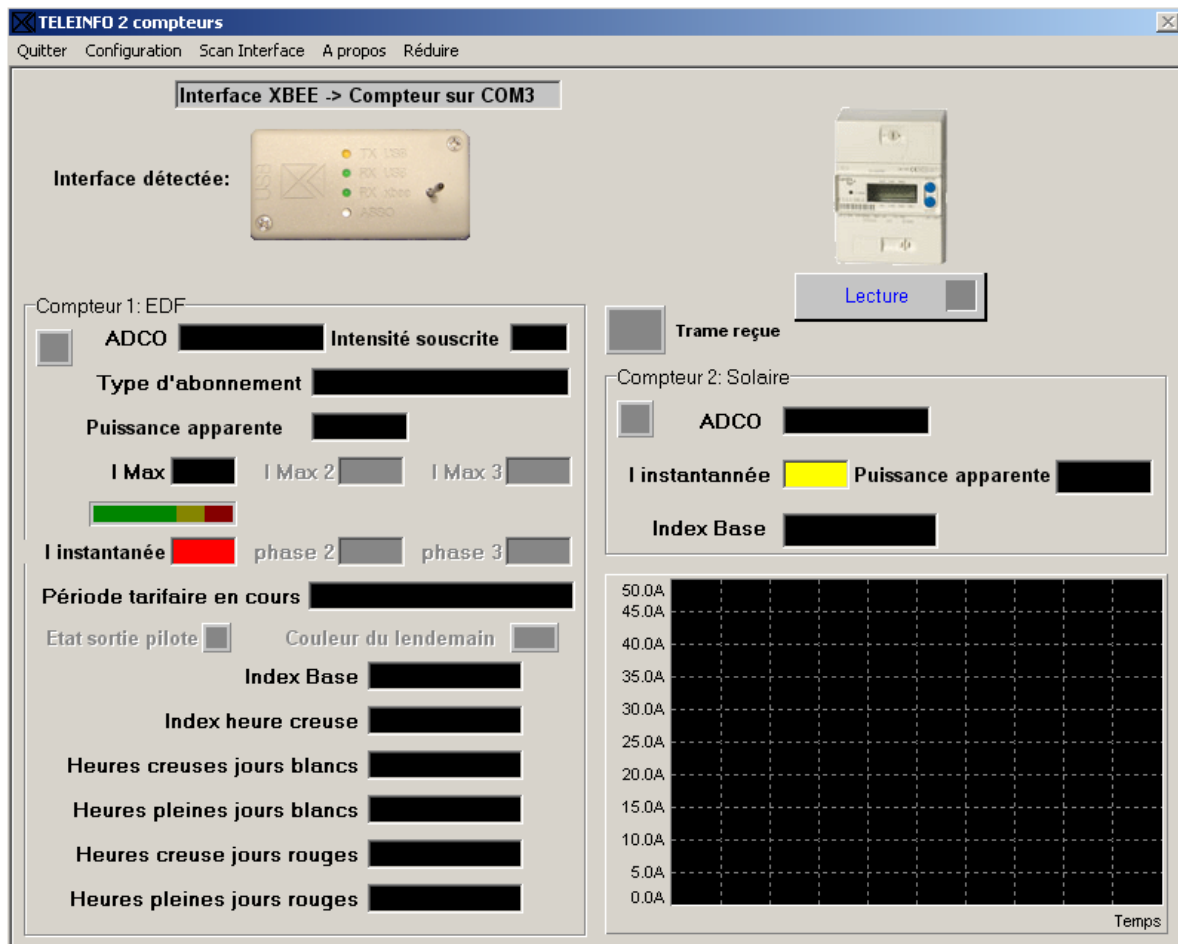 TELEINFO 2 compteurs
Quitter Configuration Scan Interface A propos Réduire
Interface XBEE -> Compteur sur COM3
Interface détectée:
USB
TX USB
RX USB
RX xbee
ASSO
Lecture
Compteur 1: EDF
ADCO Intensité souscrite
Type d'abonnement
Puissance apparente
I Max I Max 2 I Max 3
I instantanée phase 2 phase 3
Période tarifaire en cours
Etat sortie pilote Couleur du lendemain
Index Base
Index heure creuse
Heures creuses jours blancs
Heures pleines jours blancs
Heures creuse jours rouges
Heures pleines jours rouges
Trame reçue
Compteur 2: Solaire
ADCO
I instantannée Puissance apparente
Index Base
50.0A
45.0A
40.0A
35.0A
30.0A
25.0A
20.0A
15.0A
10.0A
5.0A
0.0A
Temps